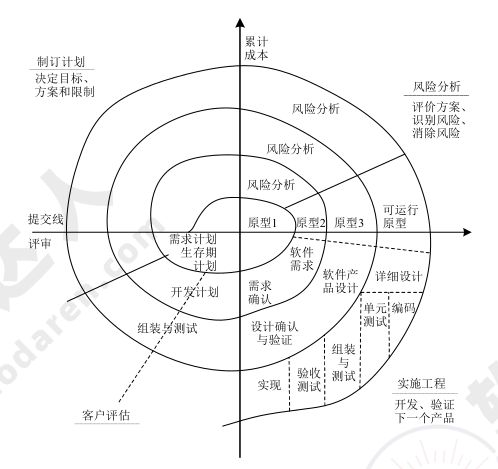 累计
成本
制订计划
决定目标、
方案和限制
风险分析
评价方案、
识别风险、
消除风险
风险分析
风险分析
风险分析
提交线
评审
原型1
原型2
原型3
可运行
原型
需求计划
生存期
计划
软件
需求
开发计划
需求
确认
软件产
品设计
详细设计
组装与测试
设计确认
与验证
单元
测试
编码
组装
与
测试
实现
验收
测试
客户评估
实施工程
开发、验证
下一个产品